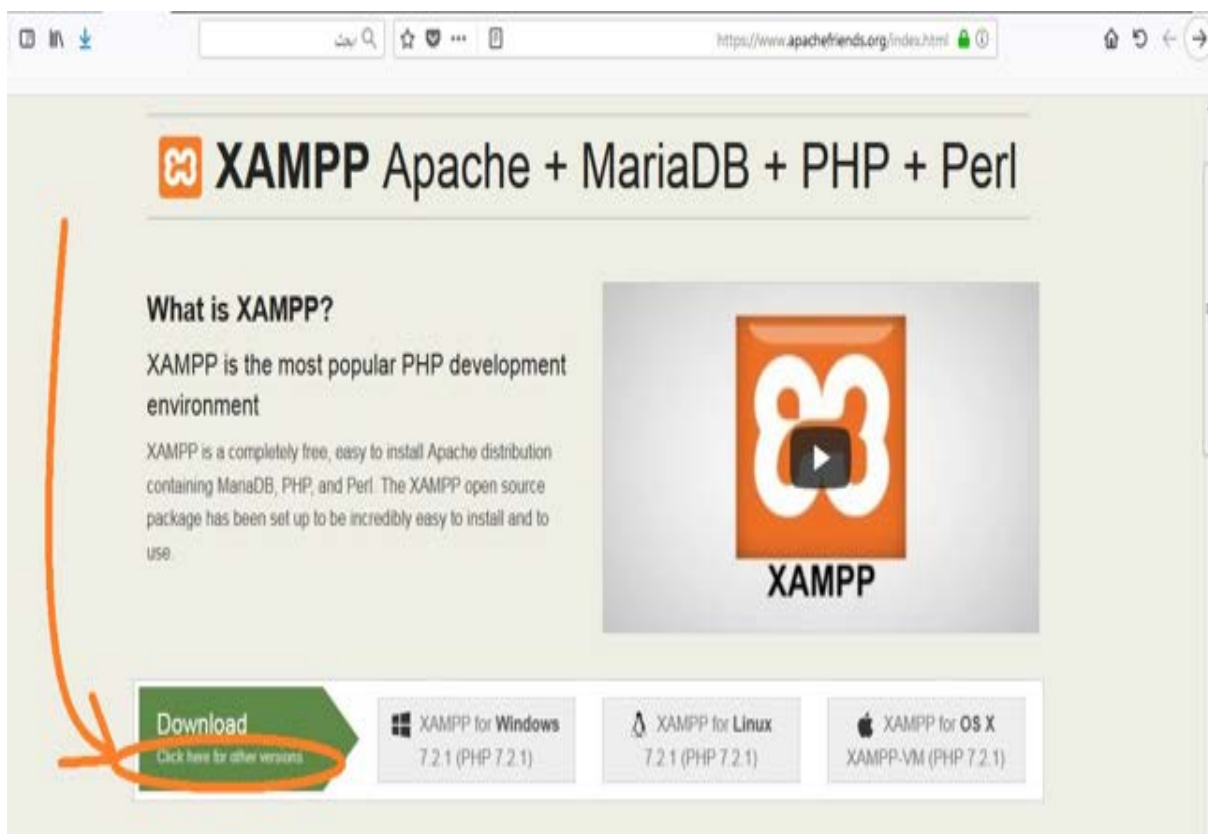 بحث
https://www.apachefriends.org/index.html
XAMPP Apache + MariaDB + PHP + Perl
What is XAMPP?
XAMPP is the most popular PHP development
environment
XAMPP is a completely free, easy to install Apache distribution
containing MariaDB, PHP, and Perl. The XAMPP open source
package has been set up to be incredibly easy to install and to
use.
XAMPP
Download
Click here for other versions
XAMPP for Windows
7.2.1 (PHP 7.2.1)
XAMPP for Linux
7.2.1 (PHP 7.2.1)
XAMPP for OS X
XAMPP-VM (PHP 7.2.1)